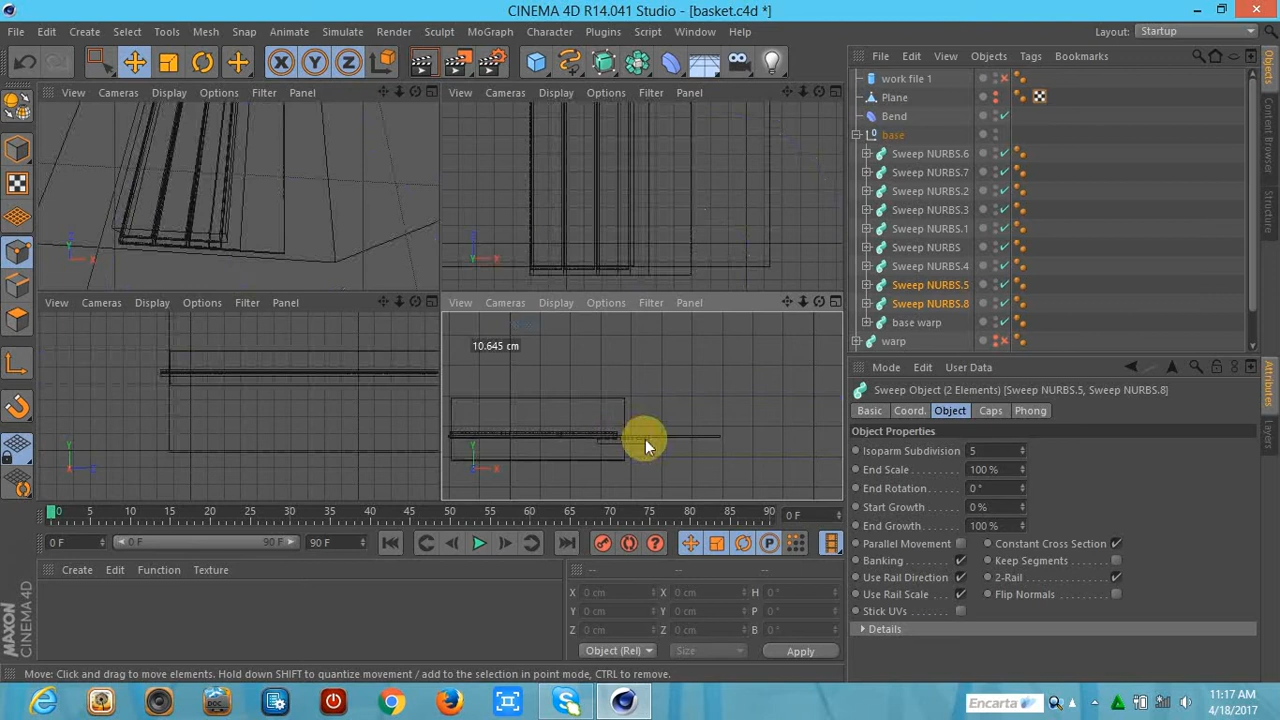 CINEMA 4D R14.041 Studio - [basket.c4d *]
File Edit Create Select Tools Mesh Snap Animate Simulate Render Sculpt MoGraph Character Plugins Script Window Help Layout: Startup
X Y Z
File Edit View Objects Tags Bookmarks
View Cameras Display Options Filter Panel
View Cameras Display Options Filter Panel
work file 1
Plane
Bend
base
Sweep NURBS.6
Sweep NURBS.7
Sweep NURBS.2
Sweep NURBS.3
Sweep NURBS.1
Sweep NURBS
Sweep NURBS.4
Sweep NURBS.5
Sweep NURBS.8
base warp
warp
Objects
Content Browser
Structure
View Cameras Display Options Filter Panel
View Cameras Display Options Filter Panel
10.645 cm
Mode Edit User Data
Sweep Object (2 Elements) [Sweep NURBS.5, Sweep NURBS.8]
Basic Coord. Object Caps Phong
Object Properties
Isoparm Subdivision 5
End Scale 100 %
End Rotation 0 °
Start Growth 0 %
End Growth 100 %
Parallel Movement Constant Cross Section
Banking Keep Segments
Use Rail Direction 2-Rail
Use Rail Scale Flip Normals
Stick UVs
Details
Attributes
Layers
0 5 10 15 20 25 30 35 40 45 50 55 60 65 70 75 80 85 90 0 F
0 F 0 F 90 F 90 F
Create Edit Function Texture
-- -- --
X 0 cm X 0 cm H 0 °
Y 0 cm Y 0 cm P 0 °
Z 0 cm Z 0 cm B 0 °
Object (Rel) Size Apply
MAXON CINEMA 4D
Move: Click and drag to move elements. Hold down SHIFT to quantize movement / add to the selection in point mode, CTRL to remove.
Encarta
11:17 AM
4/18/2017